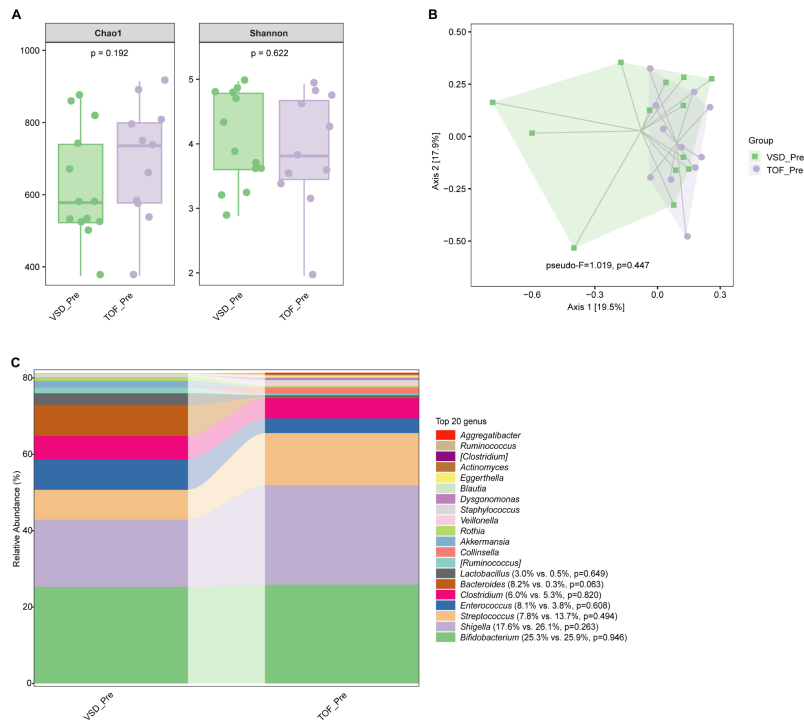 A
Chao1
Shannon
p = 0.192
p = 0.622
1000
800
600
400
5
4
3
2
VSD_Pre
TOF_Pre
VSD_Pre
TOF_Pre
B
0.50
0.25
0.00
−0.25
−0.50
Axis 2 [17.9%]
pseudo-F=1.019, p=0.447
−0.6
−0.3
0.0
0.3
Axis 1 [19.5%]
Group
VSD_Pre
TOF_Pre
C
80
60
40
20
0
Relative Abundance (%)
VSD_Pre
TOF_Pre
Top 20 genus
Aggregatibacter
Ruminococcus
[Clostridium]
Actinomyces
Eggerthella
Blautia
Dysgonomonas
Staphylococcus
Veillonella
Rothia
Akkermansia
Collinsella
[Ruminococcus]
Lactobacillus (3.0% vs. 0.5%, p=0.649)
Bacteroides (8.2% vs. 0.3%, p=0.063)
Clostridium (6.0% vs. 5.3%, p=0.820)
Enterococcus (8.1% vs. 3.8%, p=0.608)
Streptococcus (7.8% vs. 13.7%, p=0.494)
Shigella (17.6% vs. 26.1%, p=0.263)
Bifidobacterium (25.3% vs. 25.9%, p=0.946)